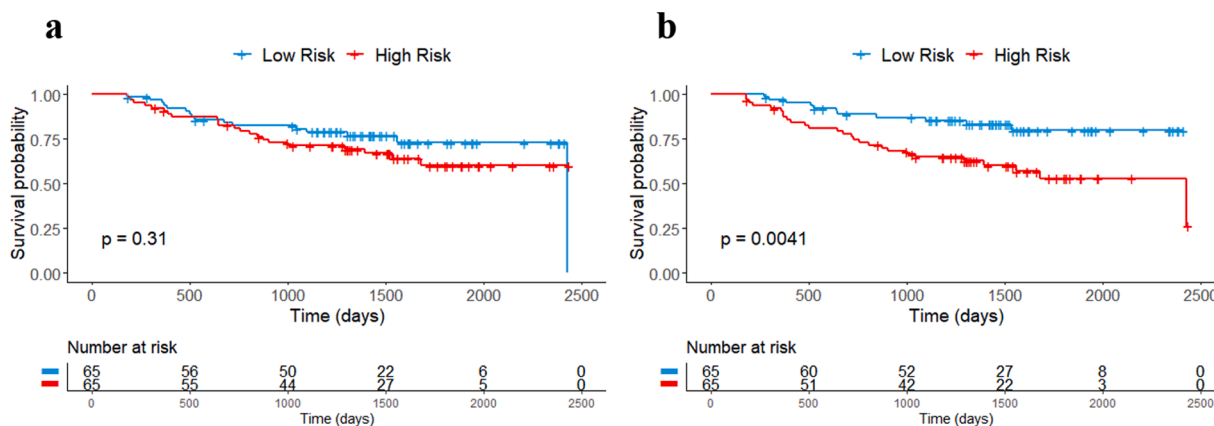 a
Low Risk High Risk
Survival probability
1.00
0.75
0.50
0.25
0.00
p = 0.31
0 500 1000 1500 2000 2500
Time (days)
Number at risk
65 56 50 22 6 0
65 55 44 27 5 0
0 500 1000 1500 2000 2500
Time (days)
b
Low Risk High Risk
Survival probability
1.00
0.75
0.50
0.25
0.00
p = 0.0041
0 500 1000 1500 2000 2500
Time (days)
Number at risk
65 60 52 27 8 0
65 51 42 22 3 0
0 500 1000 1500 2000 2500
Time (days)